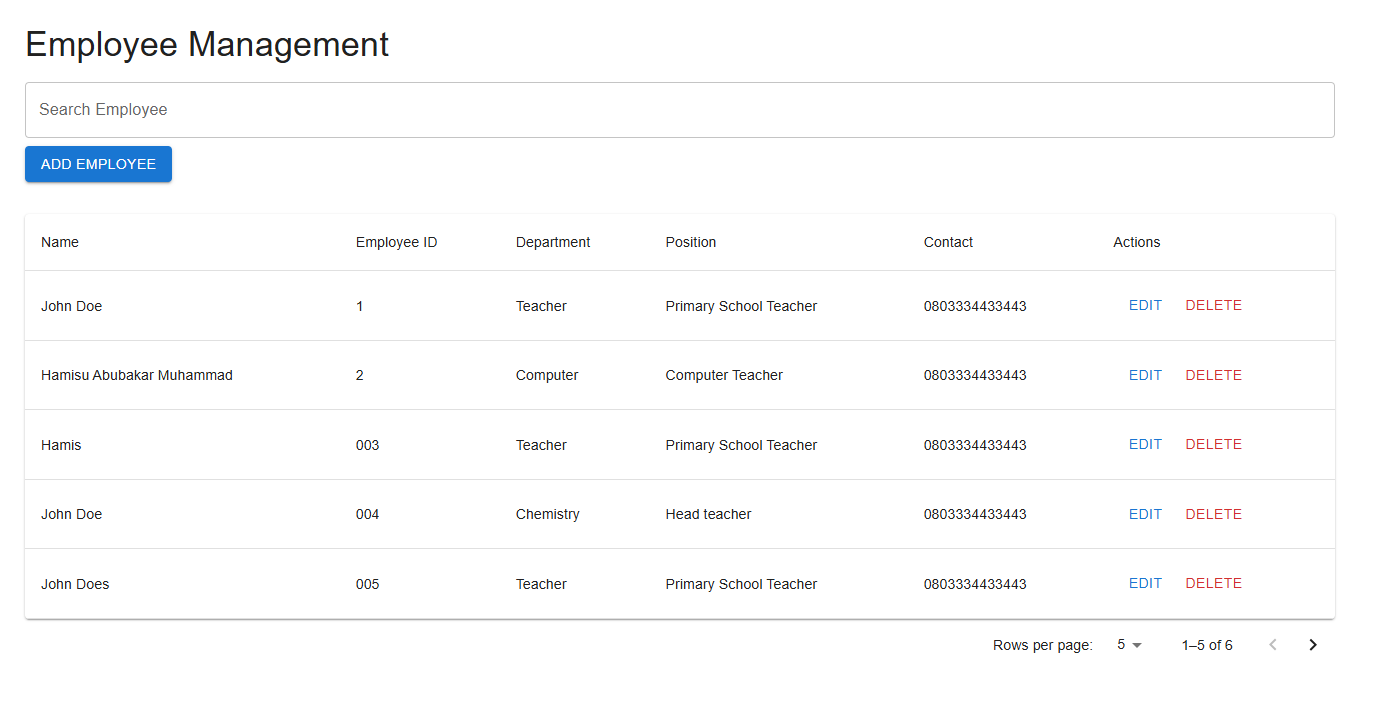 Employee Management
Search Employee
ADD EMPLOYEE
Name Employee ID Department Position Contact Actions
John Doe 1 Teacher Primary School Teacher 0803334433443 EDIT DELETE
Hamisu Abubakar Muhammad 2 Computer Computer Teacher 0803334433443 EDIT DELETE
Hamis 003 Teacher Primary School Teacher 0803334433443 EDIT DELETE
John Doe 004 Chemistry Head teacher 0803334433443 EDIT DELETE
John Does 005 Teacher Primary School Teacher 0803334433443 EDIT DELETE
Rows per page: 5 1–5 of 6